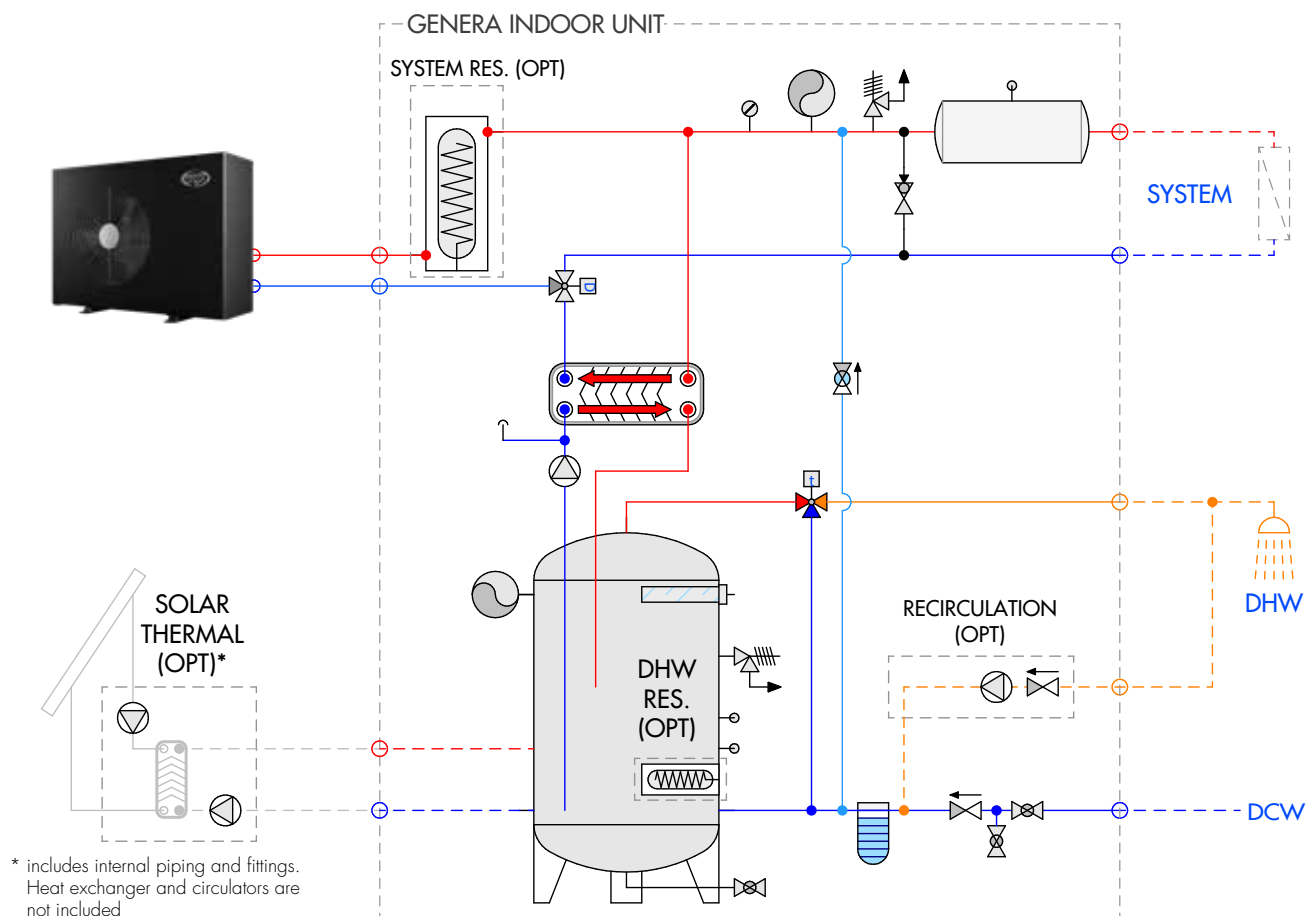 GENERA INDOOR UNIT
SYSTEM RES. (OPT)
SYSTEM
D
t
SOLAR
THERMAL
(OPT)*
DHW
RES.
(OPT)
RECIRCULATION
(OPT)
DHW
DCW
* includes internal piping and fittings.
Heat exchanger and circulators are
not included